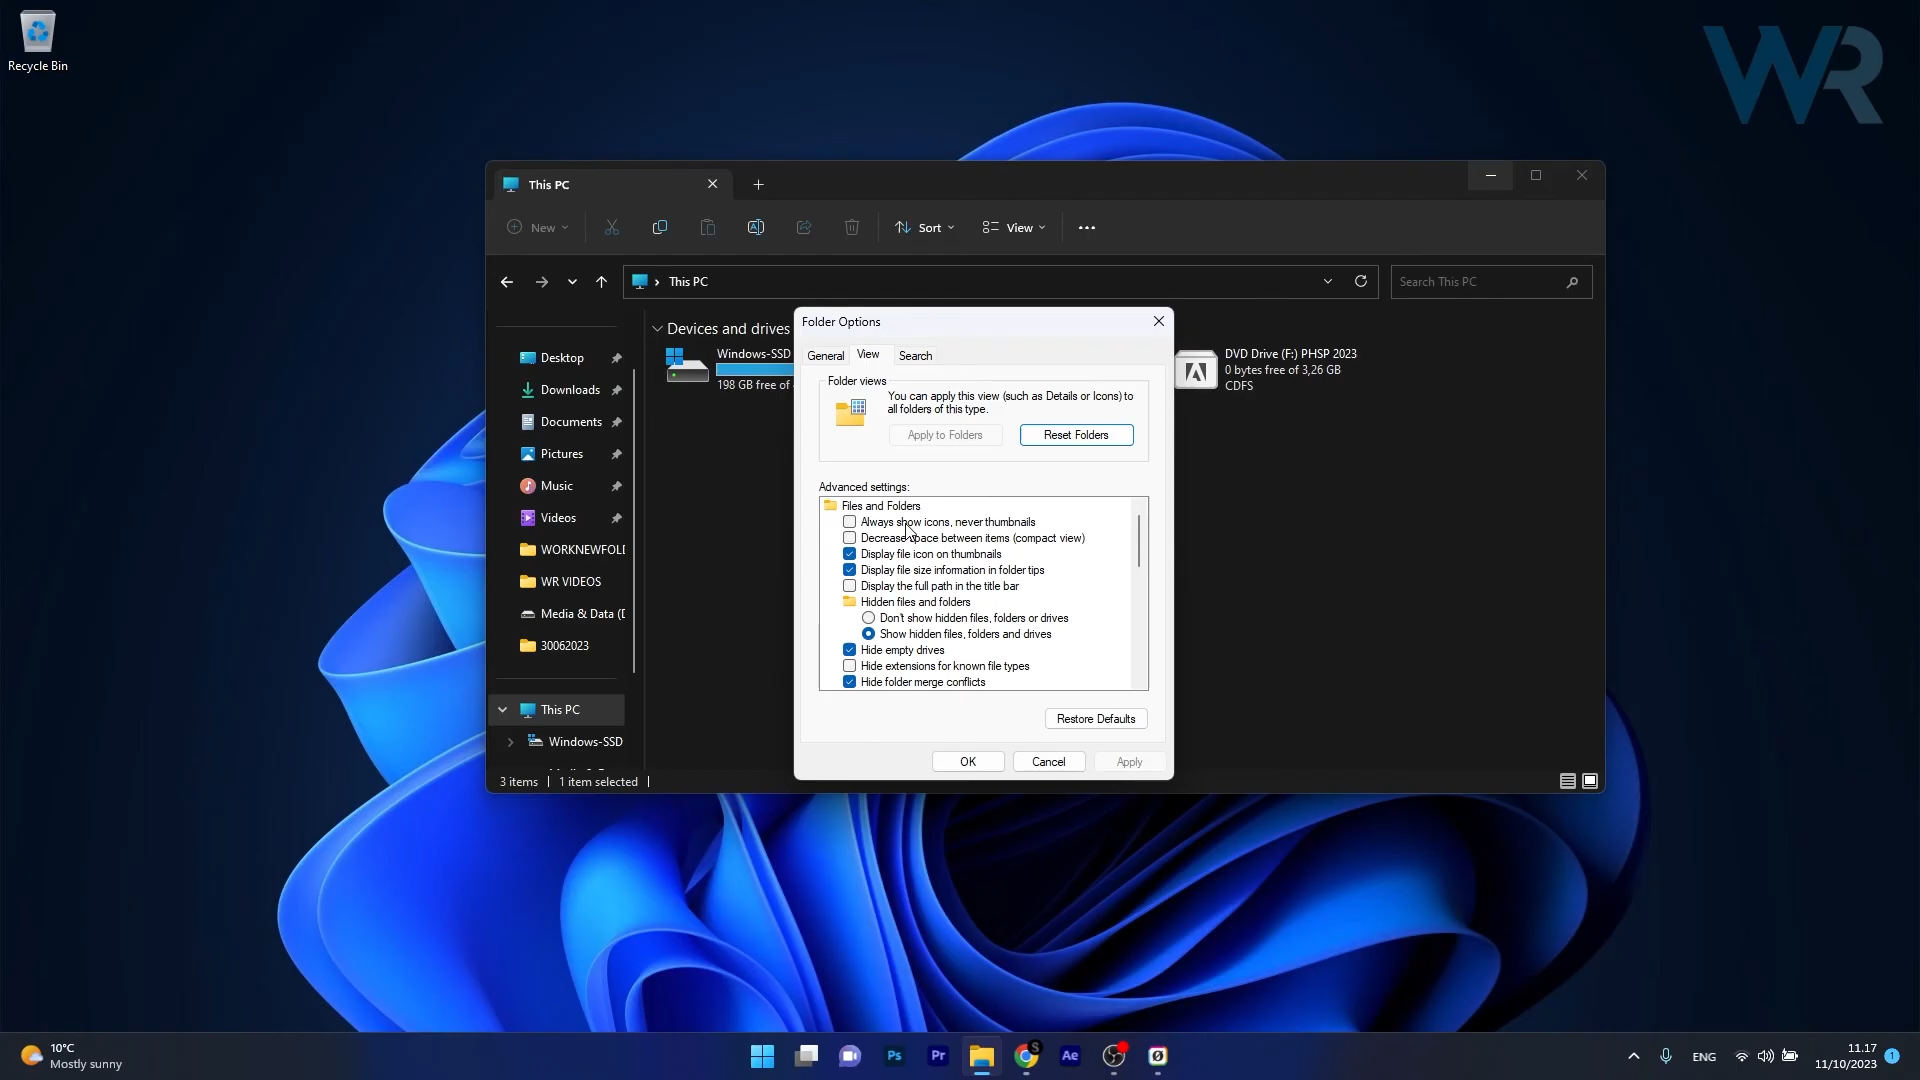 Recycle Bin
WR
This PC
New
Sort
View
This PC
Search This PC
Devices and drives
Windows-SSD
198 GB free of
DVD Drive (F:) PHSP 2023
0 bytes free of 3,26 GB
CDFS
Desktop
Downloads
Documents
Pictures
Music
Videos
WORKNEWFOL
WR VIDEOS
Media & Data (
30062023
This PC
Windows-SSD
3 items
1 item selected
Folder Options
General
View
Search
Folder views
You can apply this view (such as Details or Icons) to
all folders of this type.
Apply to Folders
Reset Folders
Advanced settings:
Files and Folders
Always show icons, never thumbnails
Decrease space between items (compact view)
Display file icon on thumbnails
Display file size information in folder tips
Display the full path in the title bar
Hidden files and folders
Don't show hidden files, folders or drives
Show hidden files, folders and drives
Hide empty drives
Hide extensions for known file types
Hide folder merge conflicts
Restore Defaults
OK
Cancel
Apply
10°C
Mostly sunny
Ps
Pr
S
Ae
ENG
11.17
11/10/2023
1